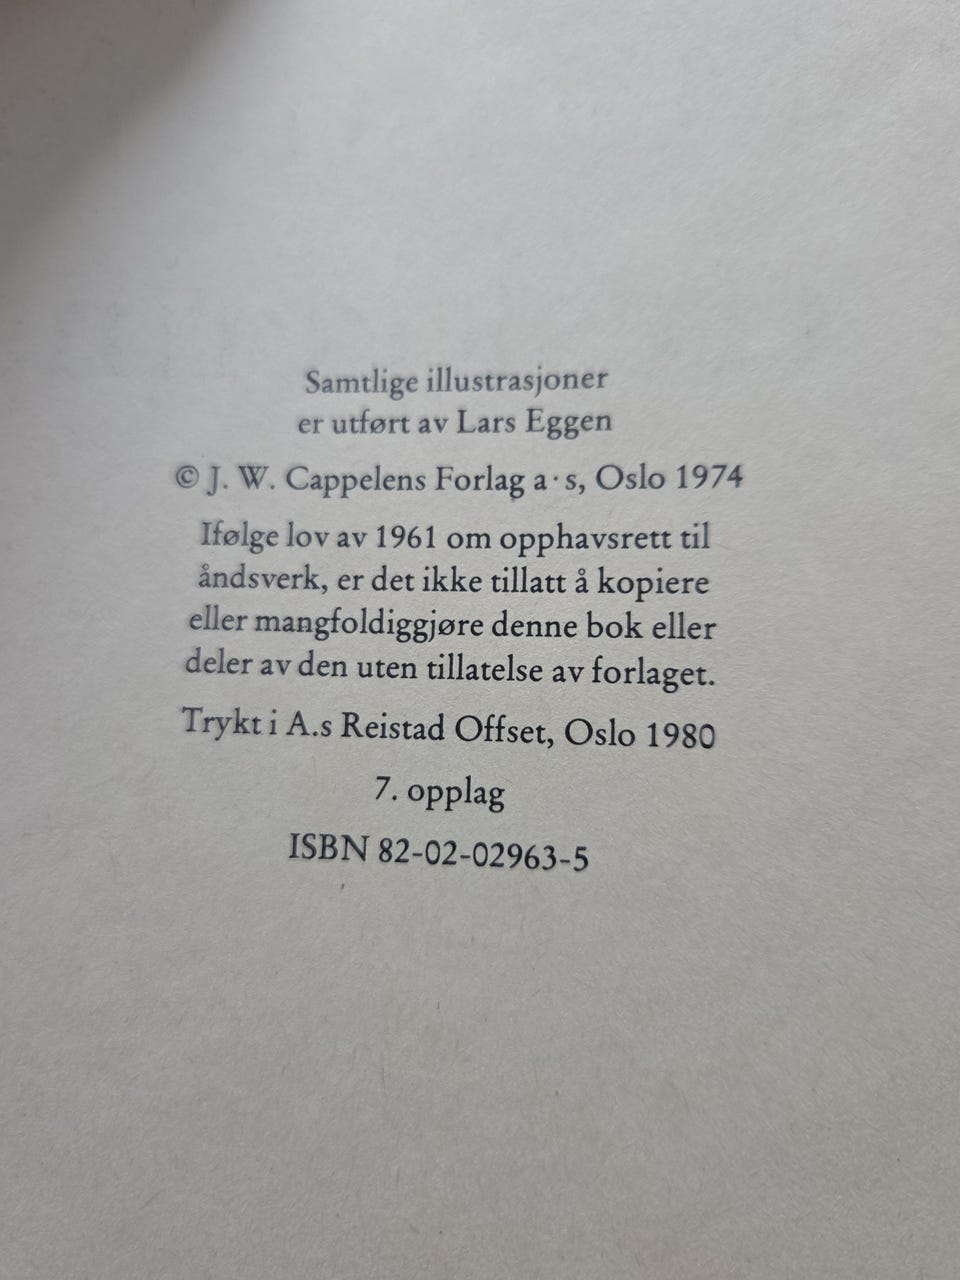 Samtlige illustrasjoner
er utført av Lars Eggen
© J. W. Cappelens Forlag a·s, Oslo 1974
Ifølge lov av 1961 om opphavsrett til
åndsverk, er det ikke tillatt å kopiere
eller mangfoldiggjøre denne bok eller
deler av den uten tillatelse av forlaget.
Trykt i A.s Reistad Offset, Oslo 1980
7. opplag
ISBN 82-02-02963-5